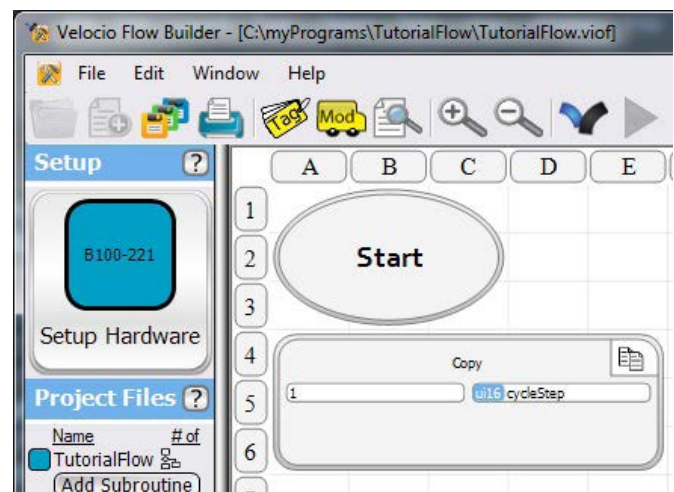 Velocio Flow Builder - [C:\myPrograms\TutorialFlow\TutorialFlow.viof]
File Edit Window Help
Tag Mod
Setup ?
A B C D E
1
B100-221
2
Start
3
Setup Hardware
4
Copy
Project Files ?
5
1 ui16 cycleStep
Name # of
TutorialFlow
6
Add Subroutine